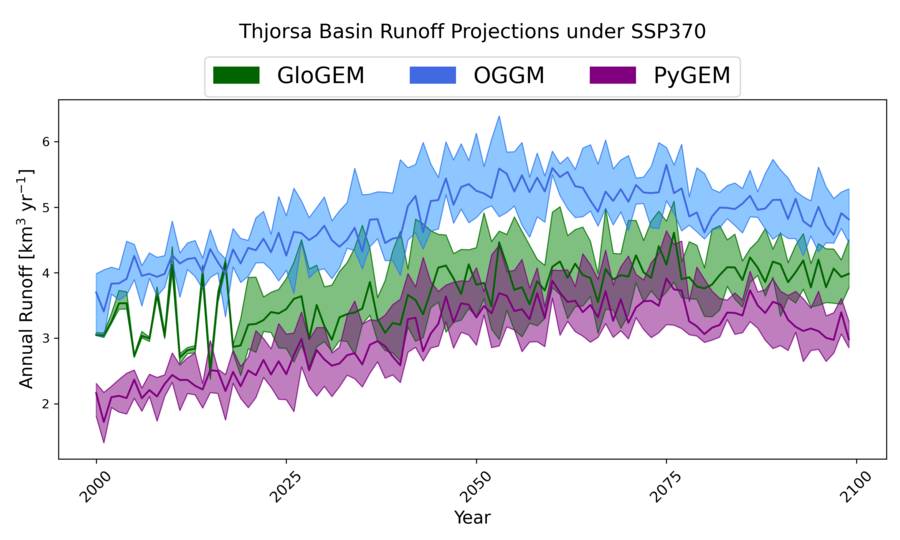 Thjorsa Basin Runoff Projections under SSP370
GloGEM OGGM PyGEM
Annual Runoff [km³ yr⁻¹]
6
5
4
3
2
2000 2025 2050 2075 2100
Year